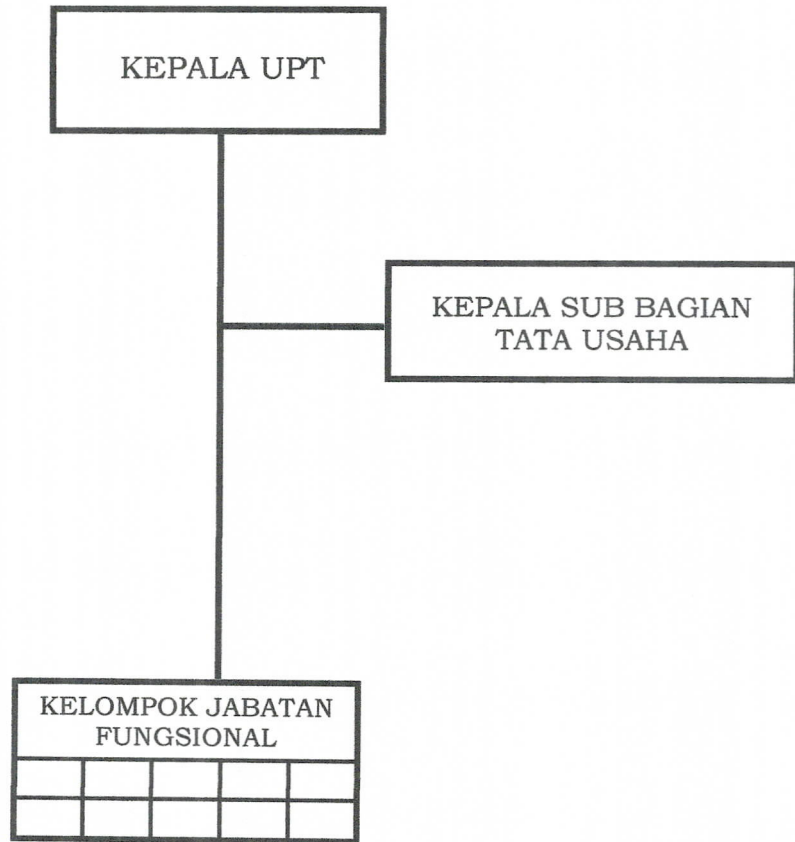 KEPALA UPT
KEPALA SUB BAGIAN
TATA USAHA
KELOMPOK JABATAN
FUNGSIONAL